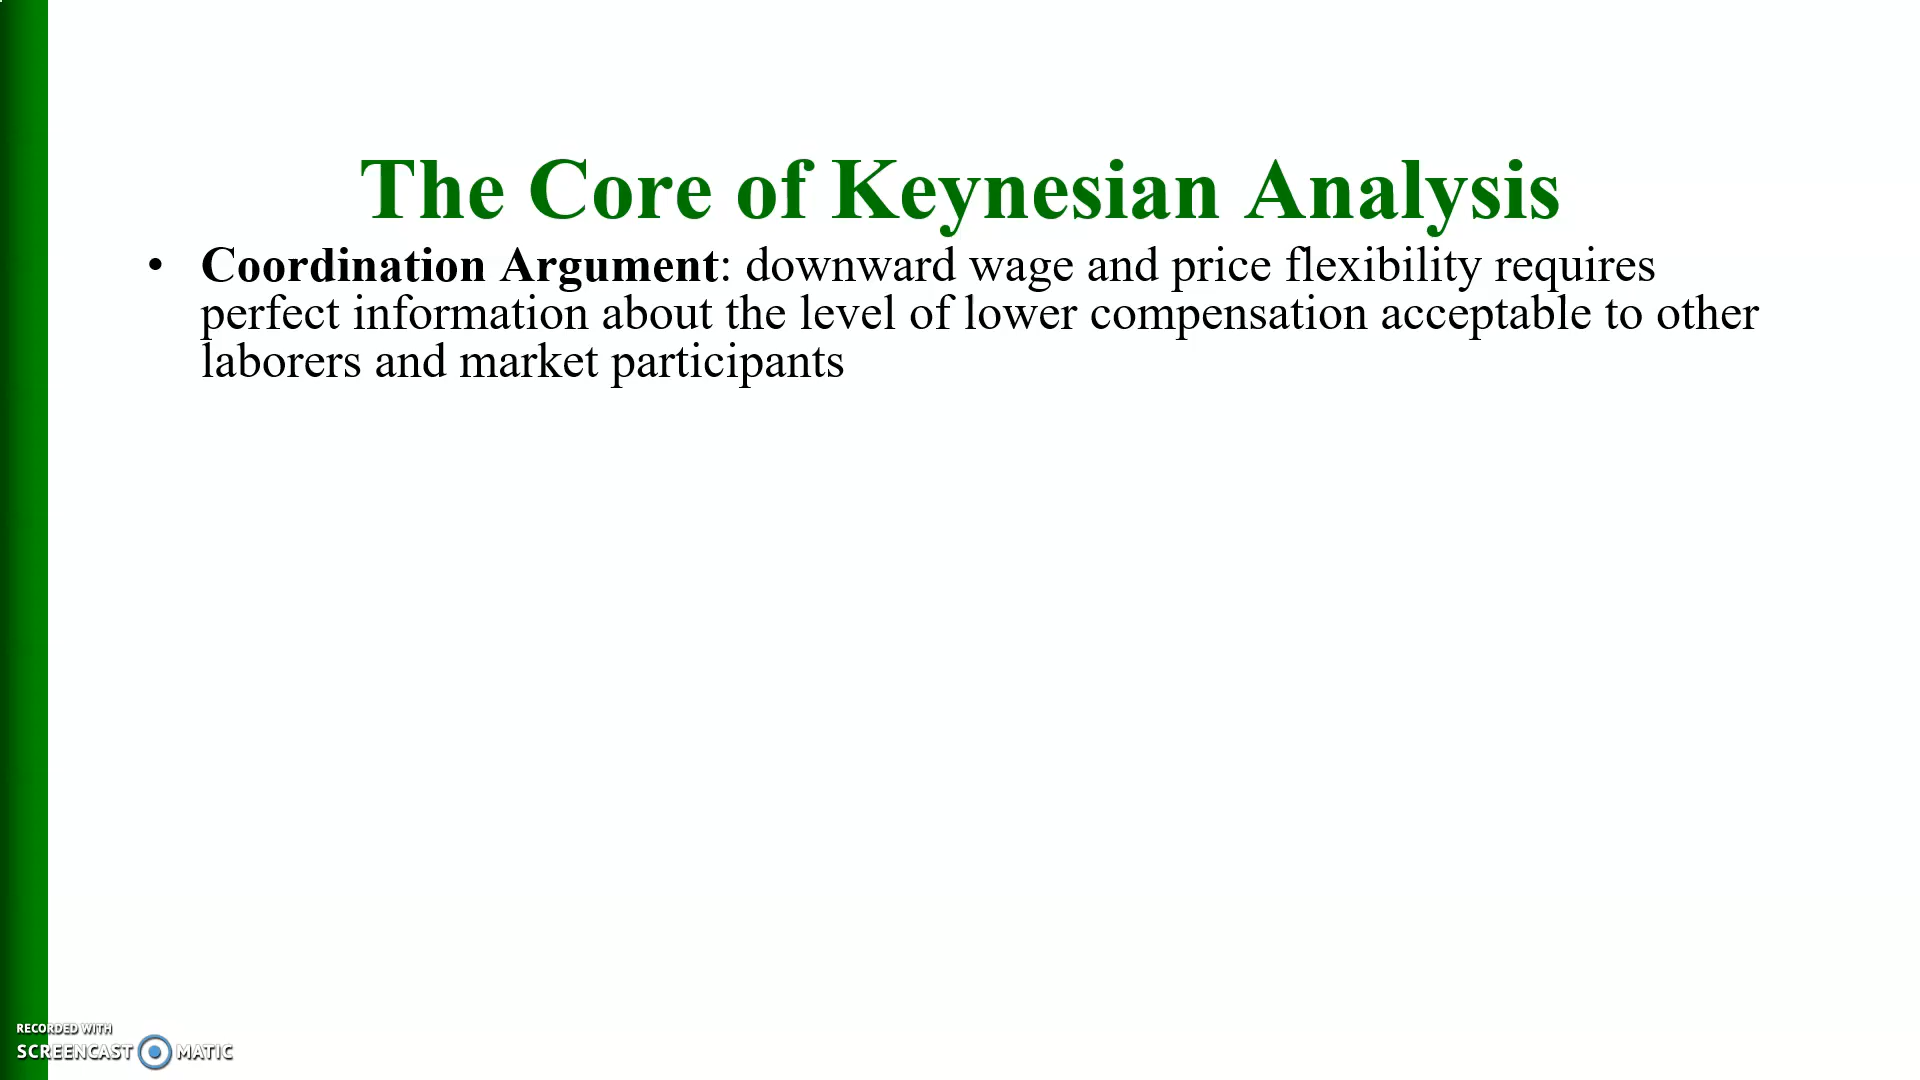 The Core of Keynesian Analysis
• Coordination Argument: downward wage and price flexibility requires
perfect information about the level of lower compensation acceptable to other
laborers and market participants
RECORDED WITH
SCREENCAST MATIC